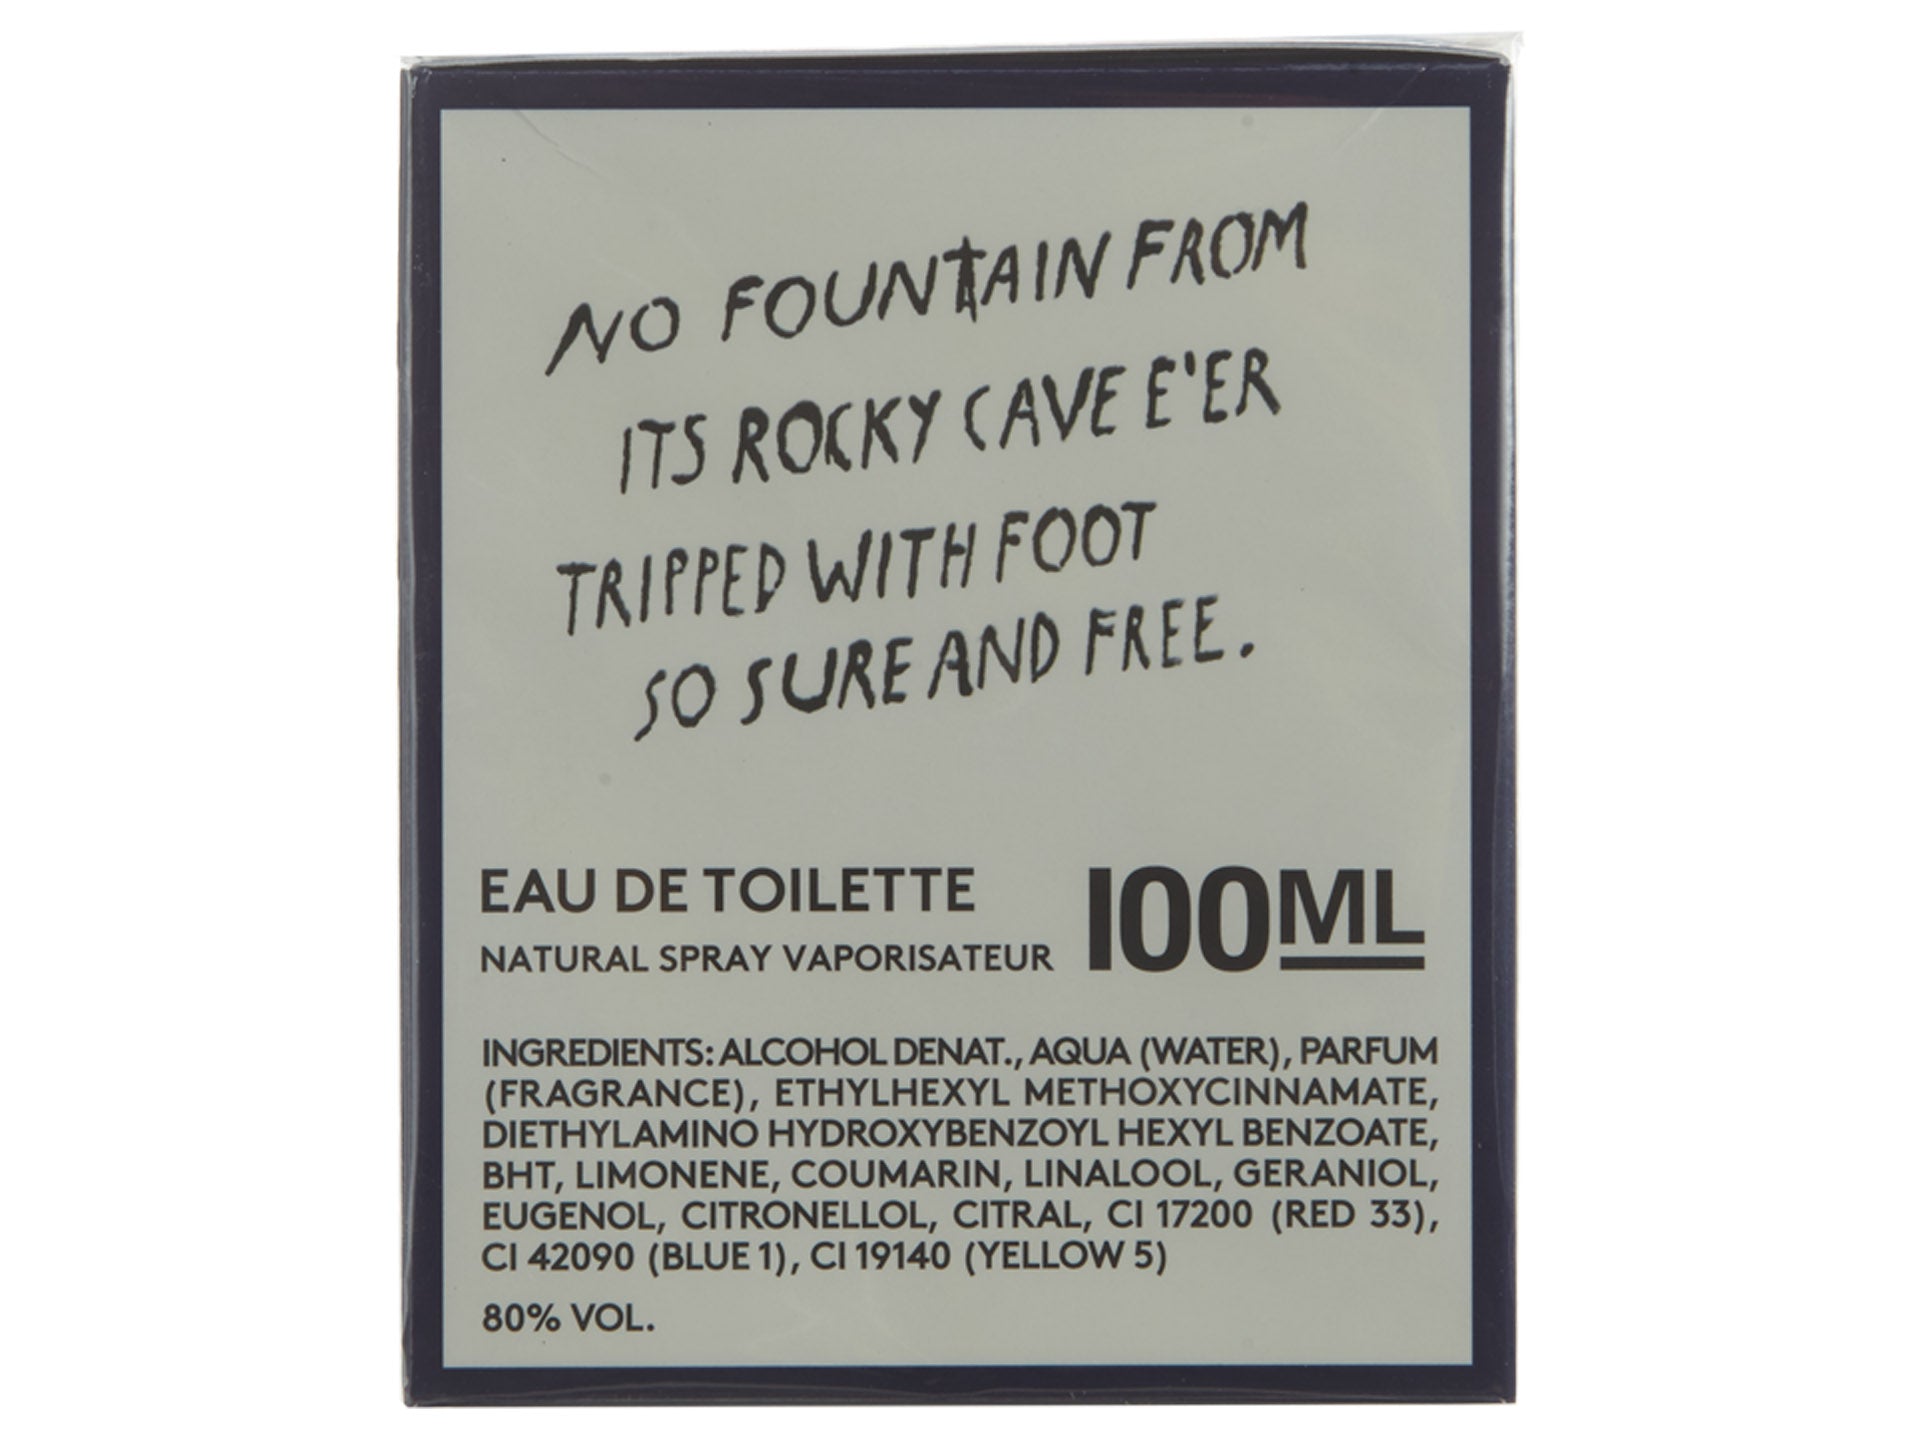 NO FOUNTAIN FROM
ITS ROCKY CAVE E'ER
TRIPPED WITH FOOT
SO SURE AND FREE.
EAU DE TOILETTE
NATURAL SPRAY VAPORISATEUR
100ML
INGREDIENTS: ALCOHOL DENAT., AQUA (WATER), PARFUM
(FRAGRANCE), ETHYLHEXYL METHOXYCINNAMATE,
DIETHYLAMINO HYDROXYBENZOYL HEXYL BENZOATE,
BHT, LIMONENE, COUMARIN, LINALOOL, GERANIOL,
EUGENOL, CITRONELLOL, CITRAL, CI 17200 (RED 33),
CI 42090 (BLUE 1), CI 19140 (YELLOW 5)
80% VOL.